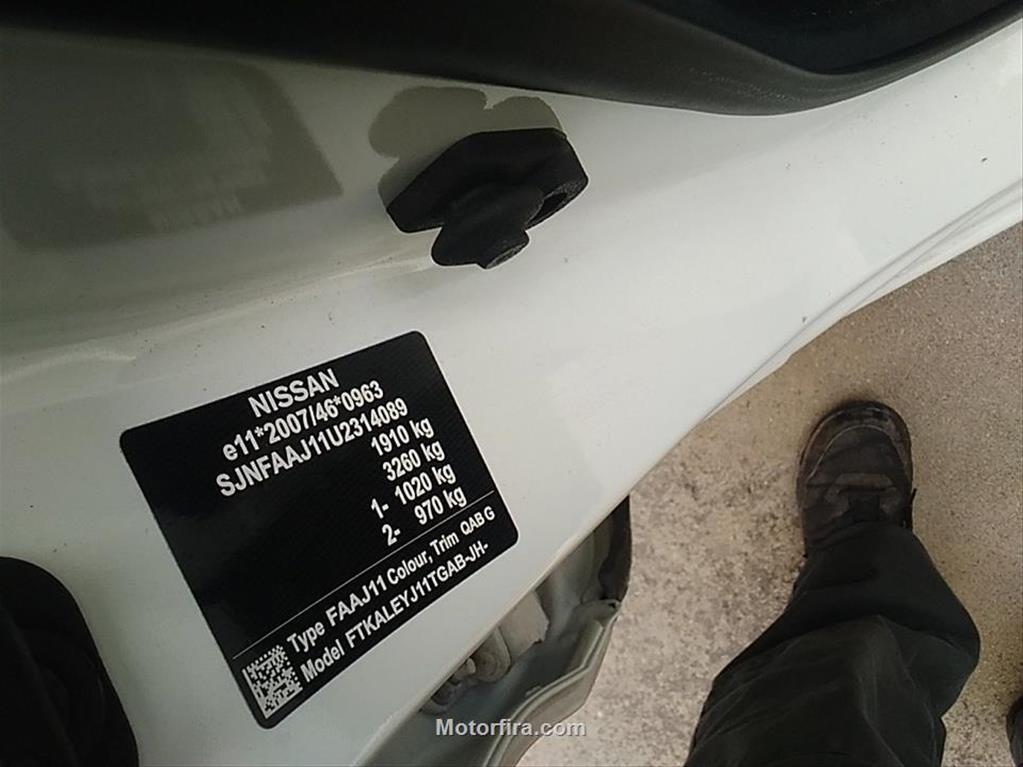 NISSAN
e11*2007/46*0963
SJNFAAJ11U2314089
1910 kg
3260 kg
1- 1020 kg
2- 970 kg
Type FAAJ11 Colour, Trim QAB G
Model FTKALEYJ11TGAB-JH-
Motorfira.com